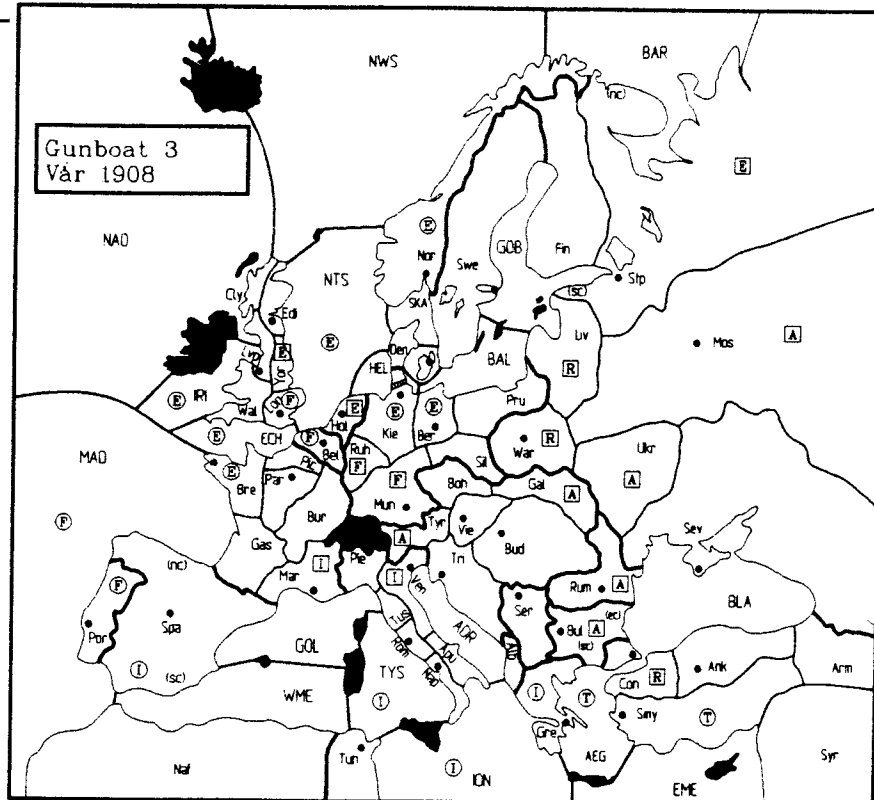 NWS
BAR
(nc)
Gunboat 3
Vår 1908
E
E
NAO
Nor
Swe
GOB
Fin
Stp
(sc)
NTS
Cly
Edi
SKA
Mos
A
E
Den
Liv
Lvp
E
Yor
HEL
BAL
R
E
IRI
Wal
Lon
F
Hol
E
E
Kie
E
Ber
Pru
War
R
Ukr
A
E
ECH
F
Bel
Ruh
F
Sil
MAO
Pic
E
Bre
Par
F
Mun
Boh
Gal
A
F
Bur
Tyr
Vie
Bud
Sev
Gas
A
Tri
(nc)
Mar
I
Pie
I
Ven
Rum
A
BLA
F
Ser
Por
Spa
Tus
ADR
Bul
A
(ec)
(sc)
GOL
Rom
Apu
Alb
Ank
Arm
I
(sc)
TYS
Nap
Con
R
WME
I
I
T
Smy
T
Gre
Naf
Tun
I
ION
AEG
EME
Syr